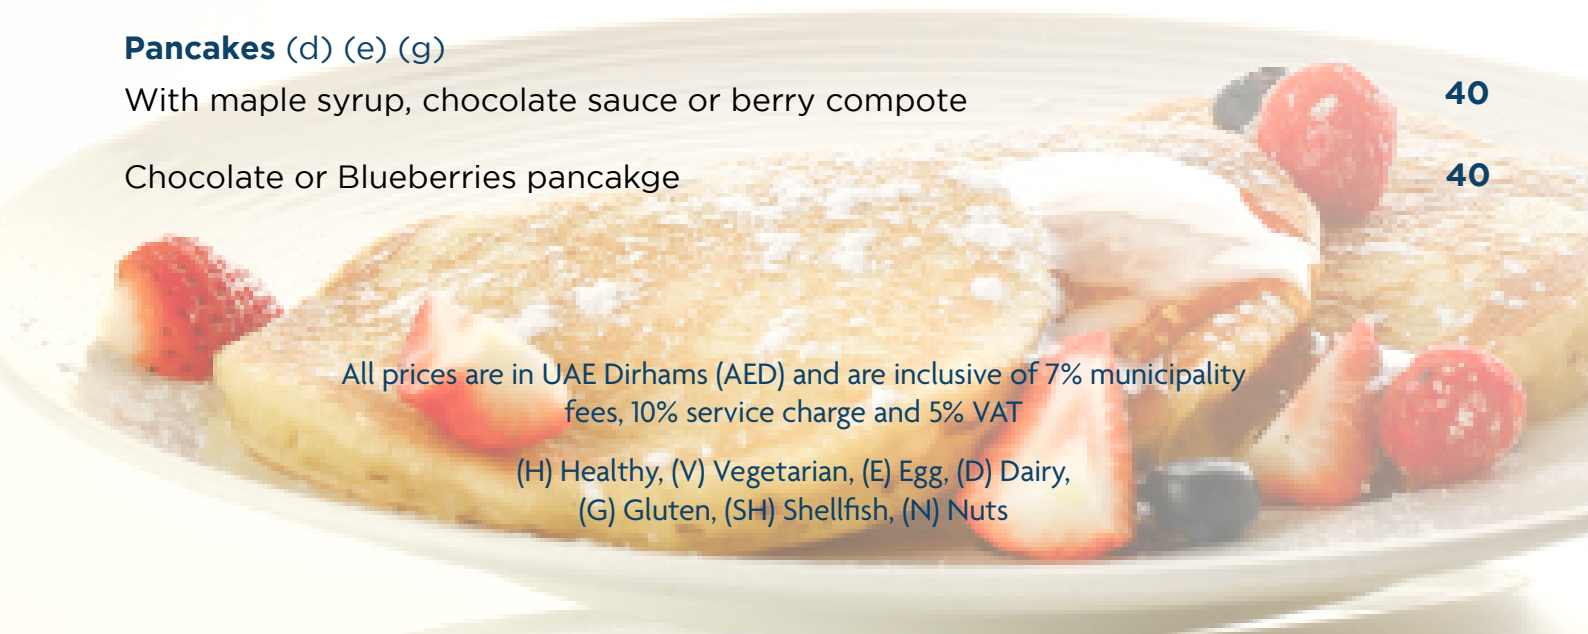 Pancakes (d) (e) (g)
With maple syrup, chocolate sauce or berry compote 40
Chocolate or Blueberries pancakge 40
All prices are in UAE Dirhams (AED) and are inclusive of 7% municipality
fees, 10% service charge and 5% VAT
(H) Healthy, (V) Vegetarian, (E) Egg, (D) Dairy,
(G) Gluten, (SH) Shellfish, (N) Nuts